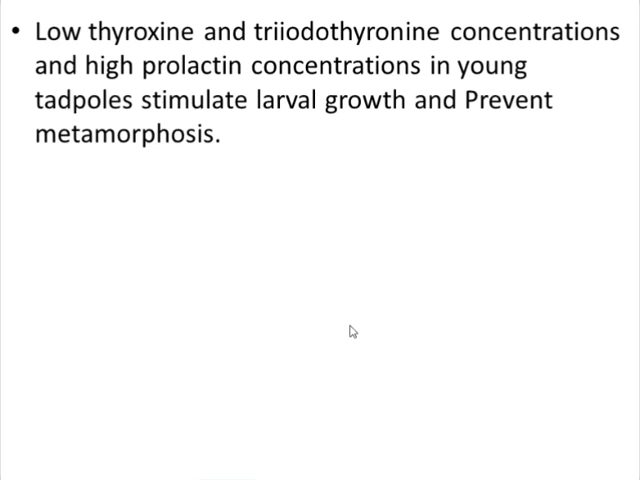 • Low thyroxine and triiodothyronine concentrations
and high prolactin concentrations in young
tadpoles stimulate larval growth and Prevent
metamorphosis.